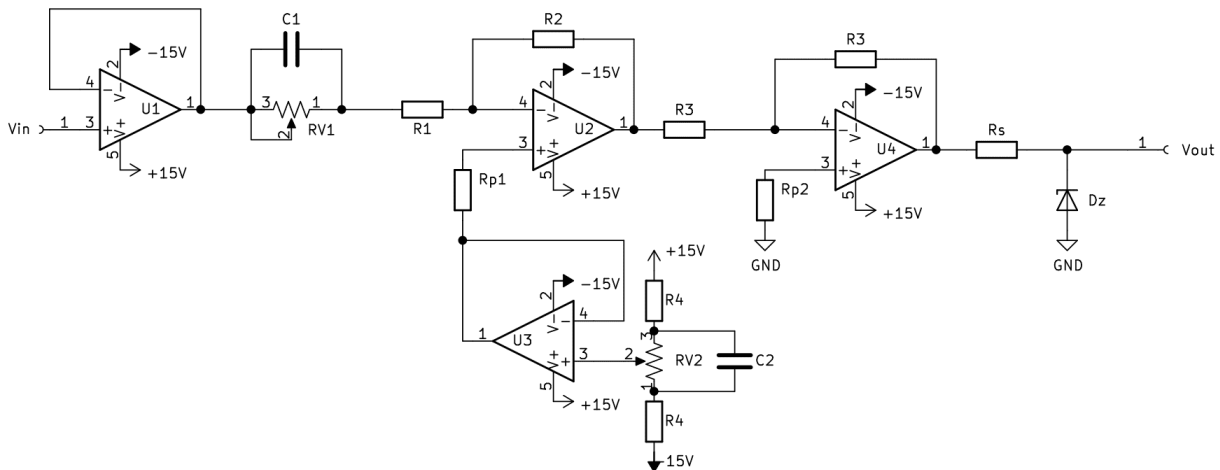 C1
R2
R3
-15V
-15V
-15V
2
2
2
V-
V-
V-
4
-
U1
1
3
1
4
-
U2
1
R3
4
-
U4
1
Rs
Vin
1
3
+
V+
2
RV1
R1
3
+
V+
3
+
V+
1
Vout
5
+15V
Rp1
5
+15V
Rp2
5
+15V
Dz
GND
GND
+15V
-15V
2
V-
R4
4
-
3
1
U3
RV2
C2
3
+
2
V+
1
5
+15V
R4
-15V